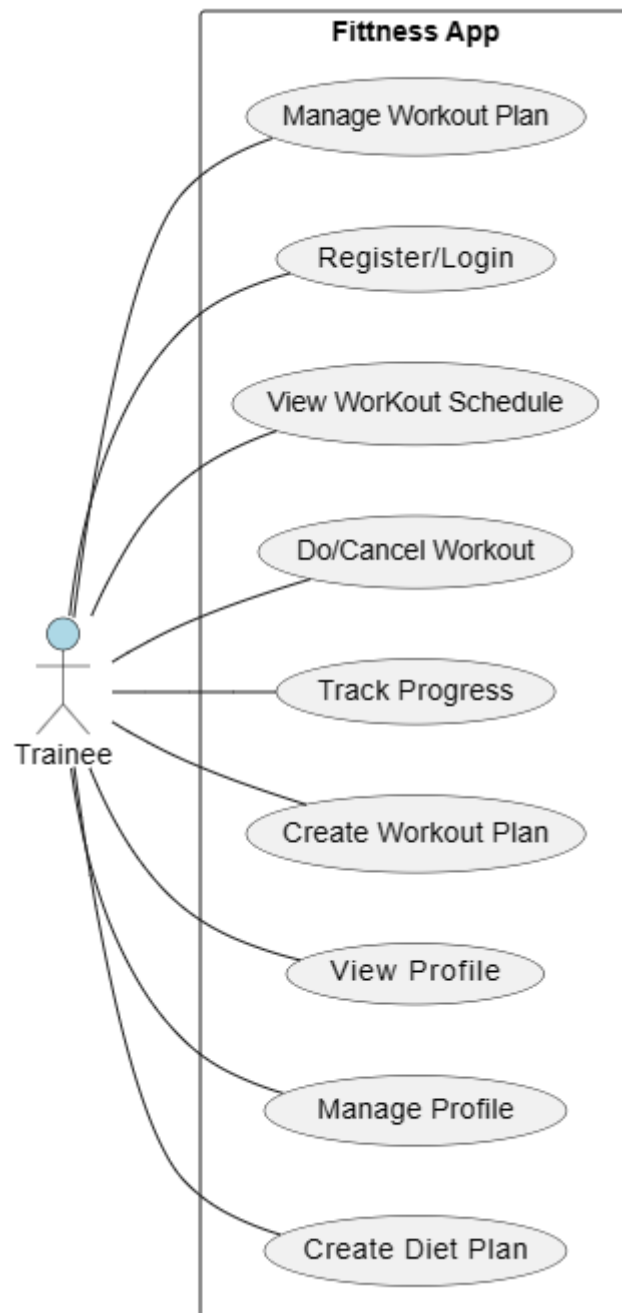 Fittness App
Manage Workout Plan
Register/Login
View WorKout Schedule
Do/Cancel Workout
Track Progress
Trainee
Create Workout Plan
View Profile
Manage Profile
Create Diet Plan